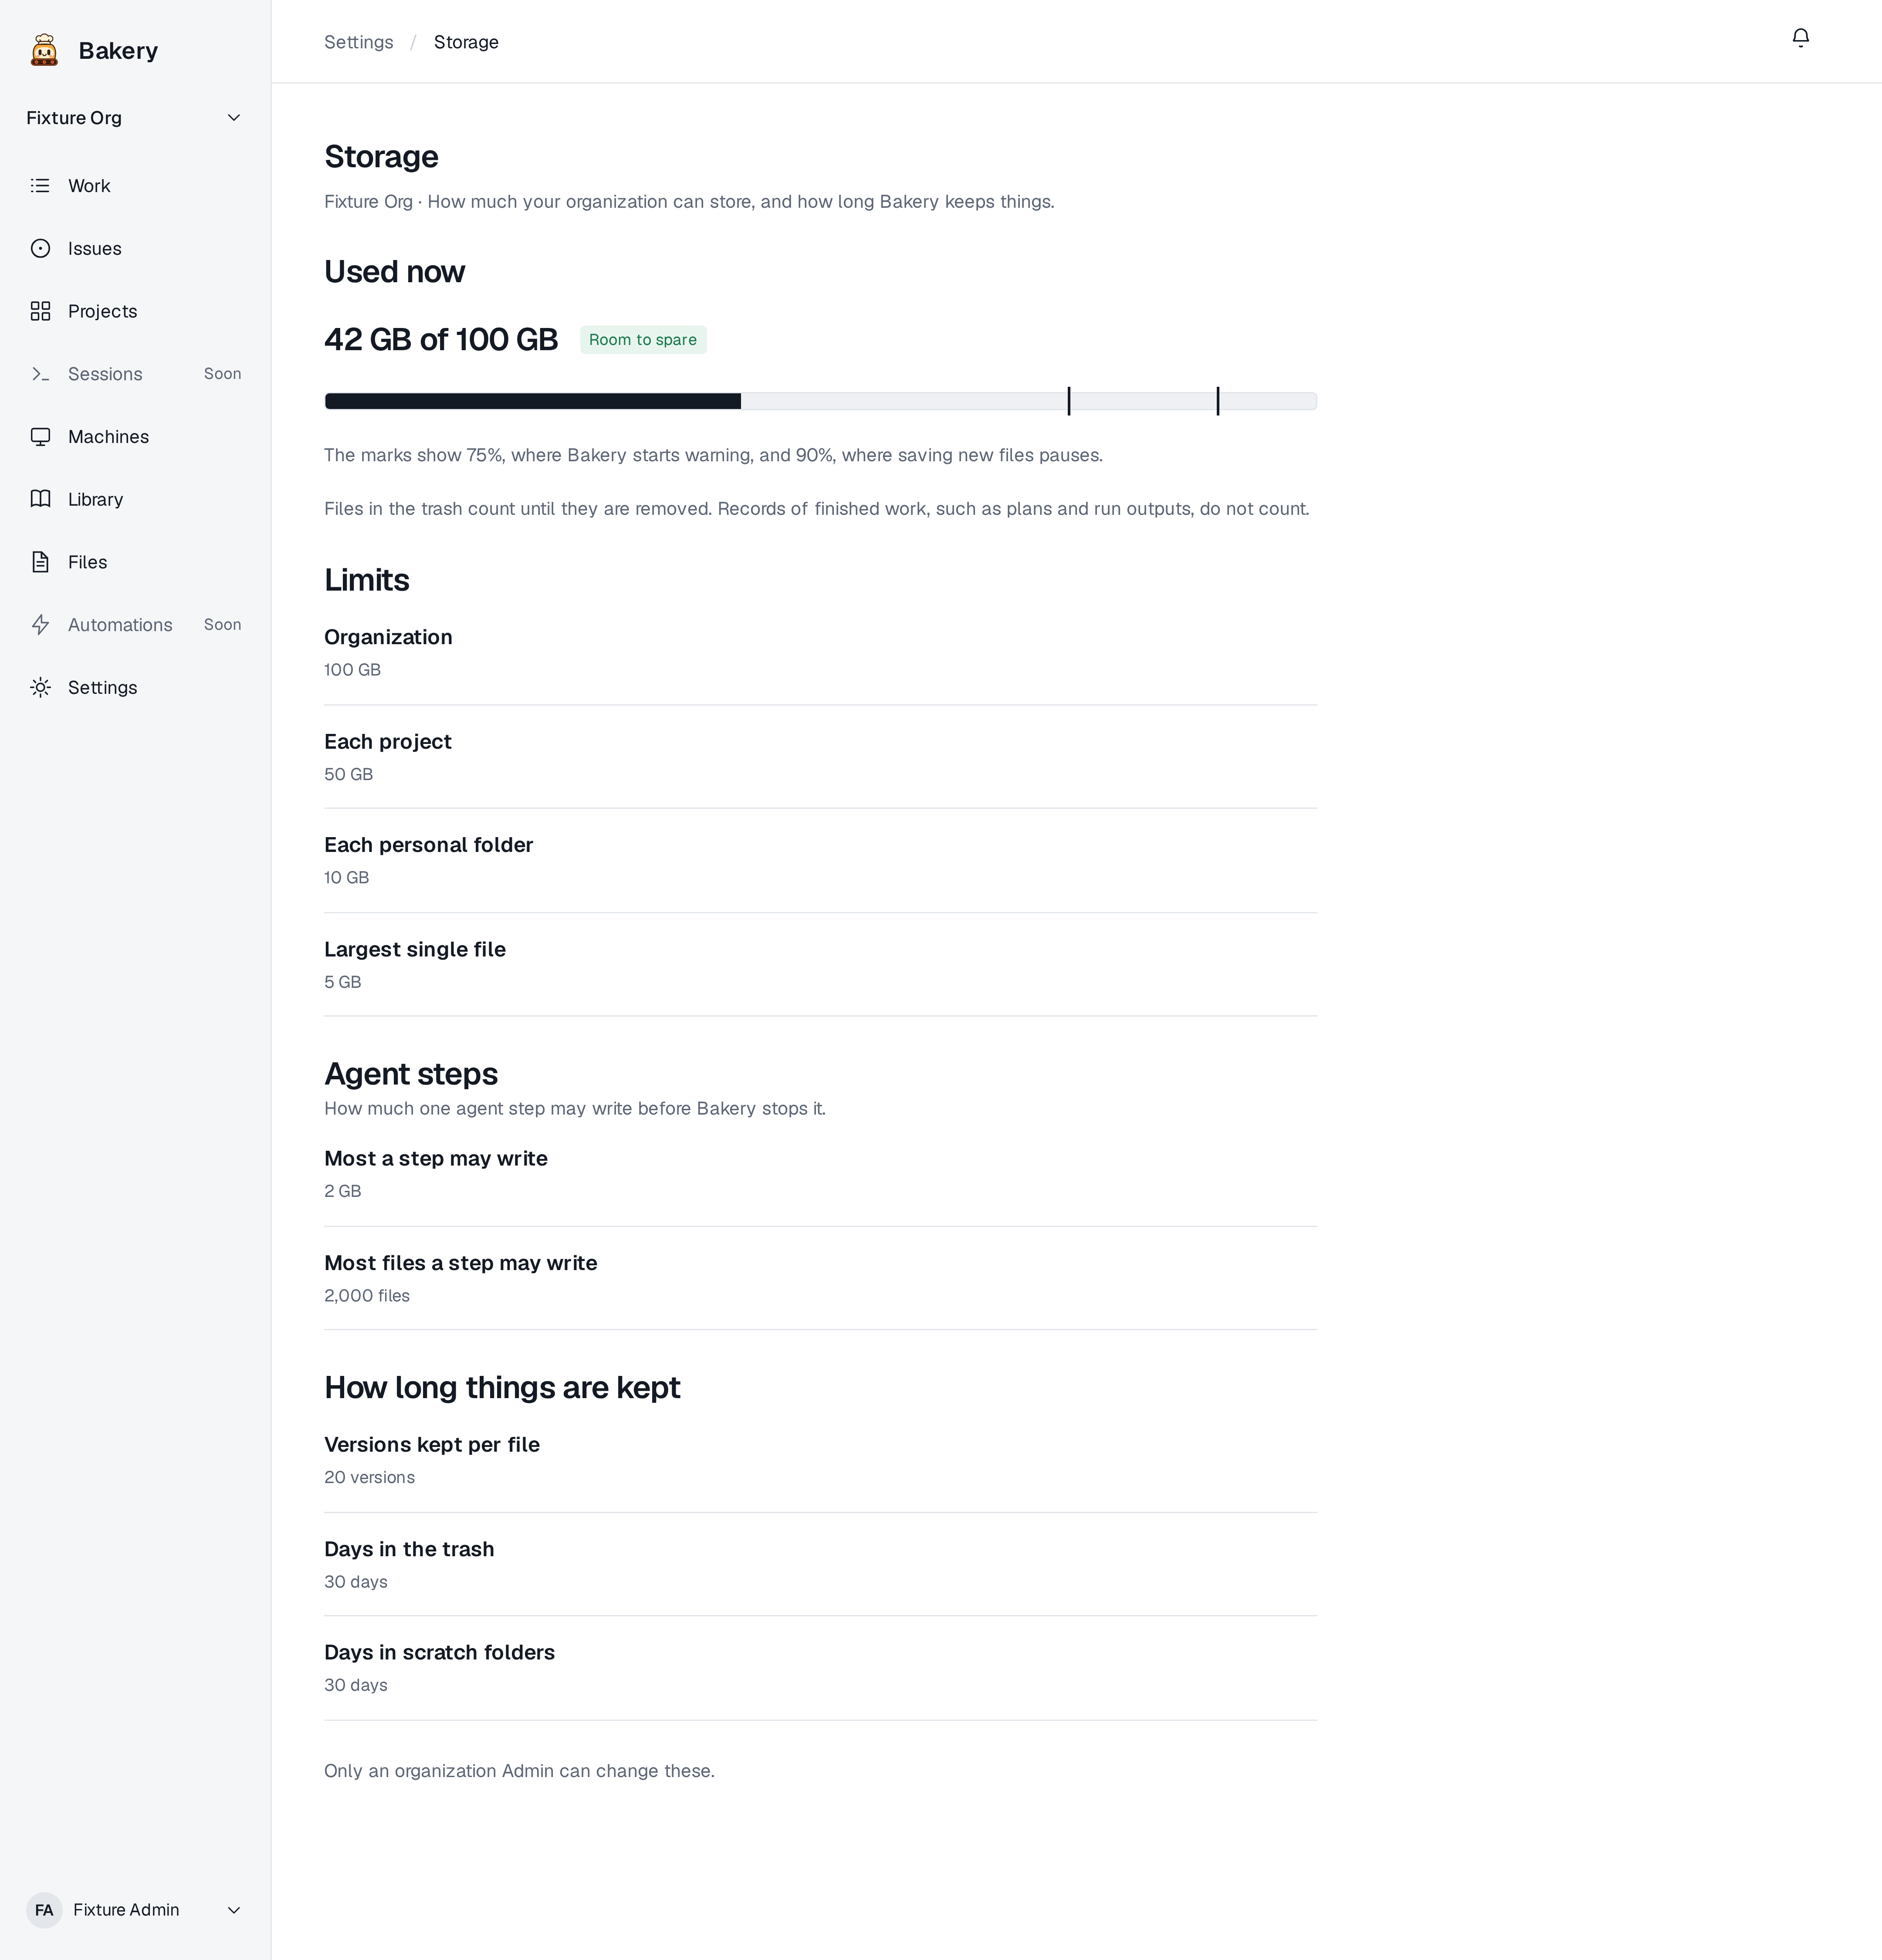 Bakery
Fixture Org
Work
Issues
Projects
Sessions Soon
Machines
Library
Files
Automations Soon
Settings
FA Fixture Admin
Settings / Storage
Storage
Fixture Org · How much your organization can store, and how long Bakery keeps things.
Used now
42 GB of 100 GB Room to spare
The marks show 75%, where Bakery starts warning, and 90%, where saving new files pauses.
Files in the trash count until they are removed. Records of finished work, such as plans and run outputs, do not count.
Limits
Organization
100 GB
Each project
50 GB
Each personal folder
10 GB
Largest single file
5 GB
Agent steps
How much one agent step may write before Bakery stops it.
Most a step may write
2 GB
Most files a step may write
2,000 files
How long things are kept
Versions kept per file
20 versions
Days in the trash
30 days
Days in scratch folders
30 days
Only an organization Admin can change these.